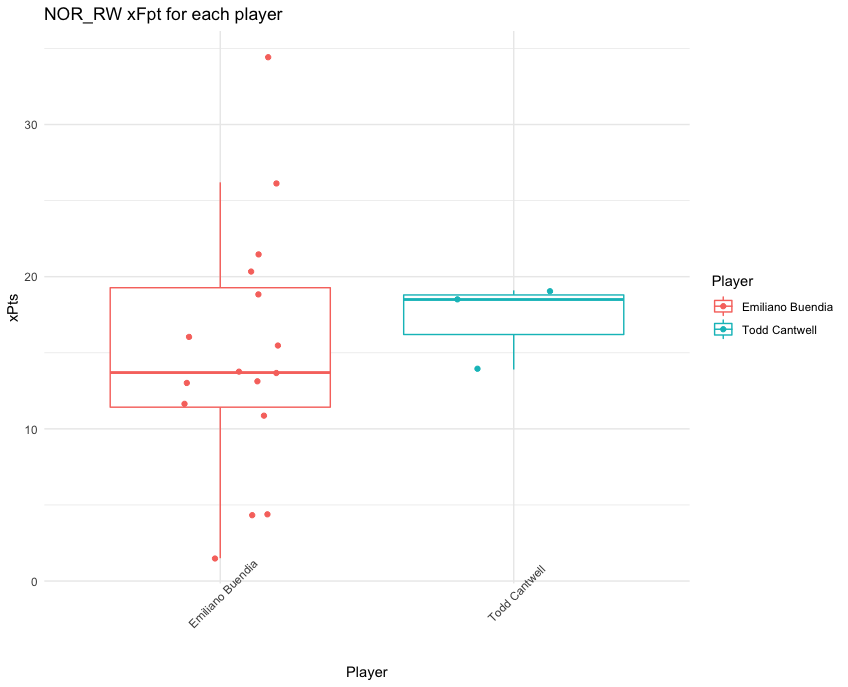 NOR_RW xFpt for each player
30
20
10
0
xPts
Emiliano Buendia
Todd Cantwell
Player
Player
Emiliano Buendia
Todd Cantwell